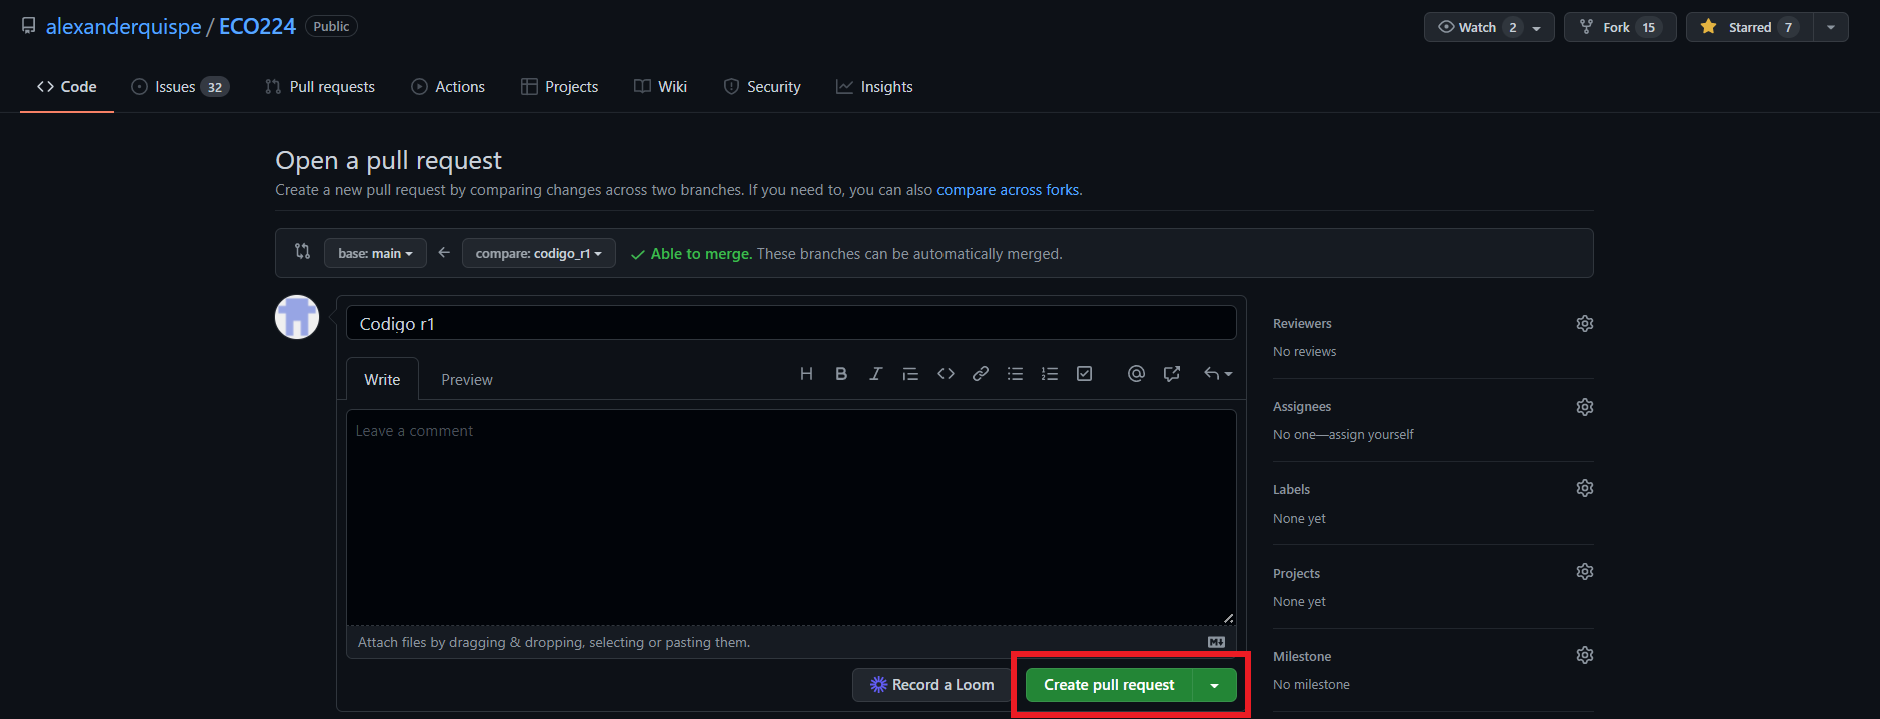 alexanderquispe / ECO224 Public
Watch 2 Fork 15 Starred 7
Code Issues 32 Pull requests Actions Projects Wiki Security Insights
Open a pull request
Create a new pull request by comparing changes across two branches. If you need to, you can also compare across forks.
base: main compare: codigo_r1 Able to merge. These branches can be automatically merged.
Codigo r1
Write Preview
Leave a comment
Attach files by dragging & dropping, selecting or pasting them.
Record a Loom Create pull request
Reviewers
No reviews
Assignees
No one—assign yourself
Labels
None yet
Projects
None yet
Milestone
No milestone